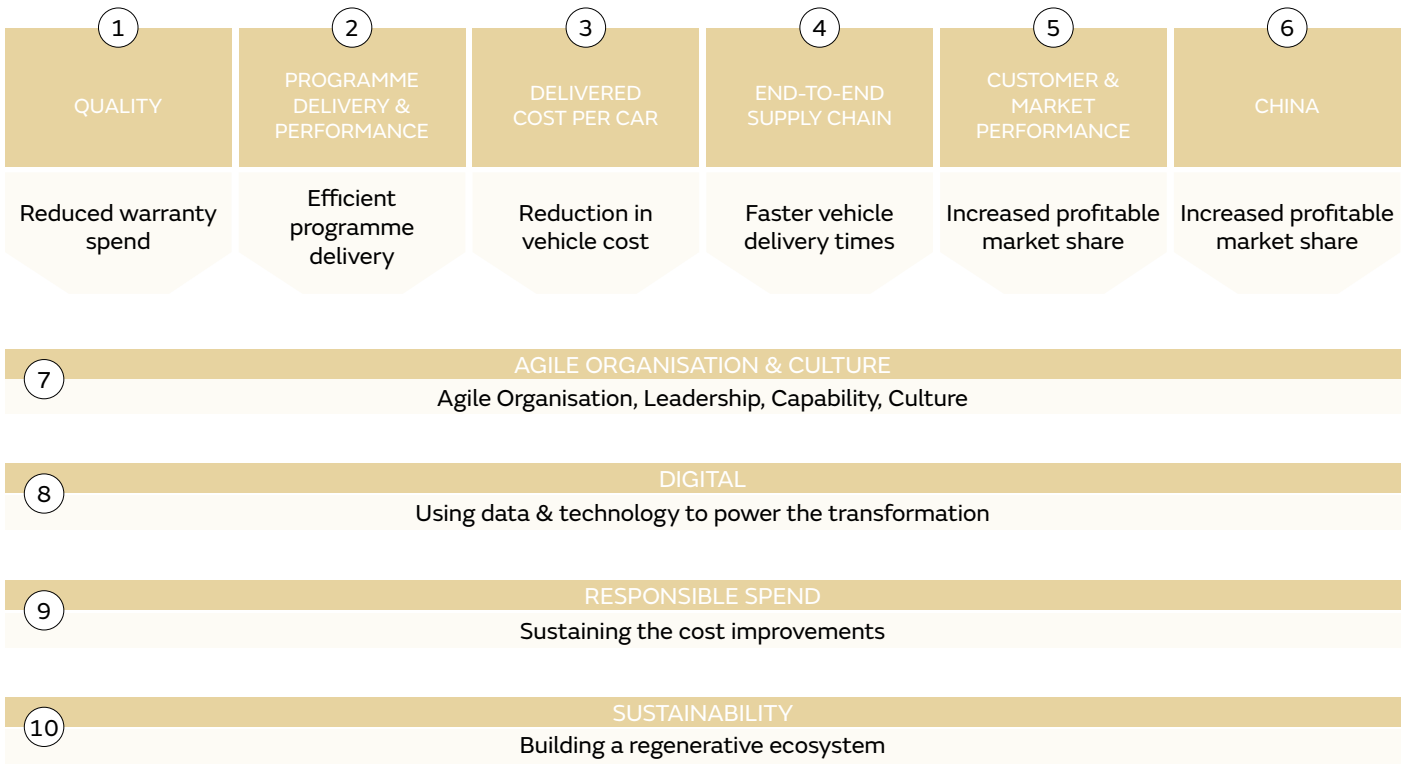 1
QUALITY
Reduced warranty
spend
2
PROGRAMME
DELIVERY &
PERFORMANCE
Efficient
programme
delivery
3
DELIVERED
COST PER CAR
Reduction in
vehicle cost
4
END-TO-END
SUPPLY CHAIN
Faster vehicle
delivery times
5
CUSTOMER &
MARKET
PERFORMANCE
Increased profitable
market share
6
CHINA
Increased profitable
market share
7
AGILE ORGANISATION & CULTURE
Agile Organisation, Leadership, Capability, Culture
8
DIGITAL
Using data & technology to power the transformation
9
RESPONSIBLE SPEND
Sustaining the cost improvements
10
SUSTAINABILITY
Building a regenerative ecosystem